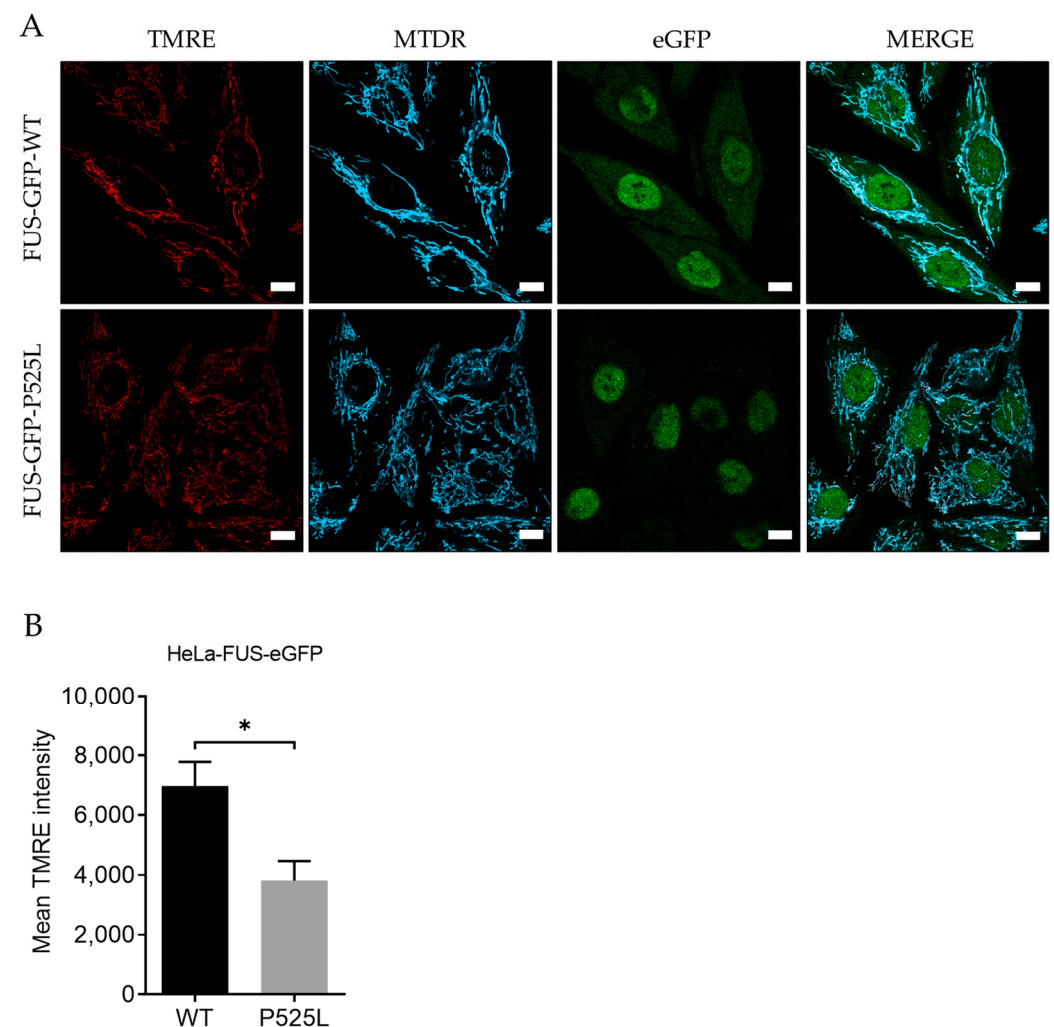 A
TMRE MTDR eGFP MERGE
FUS-GFP-WT
FUS-GFP-P525L
B
HeLa-FUS-eGFP
*
10,000
8,000
6,000
4,000
2,000
0
Mean TMRE intensity
WT P525L